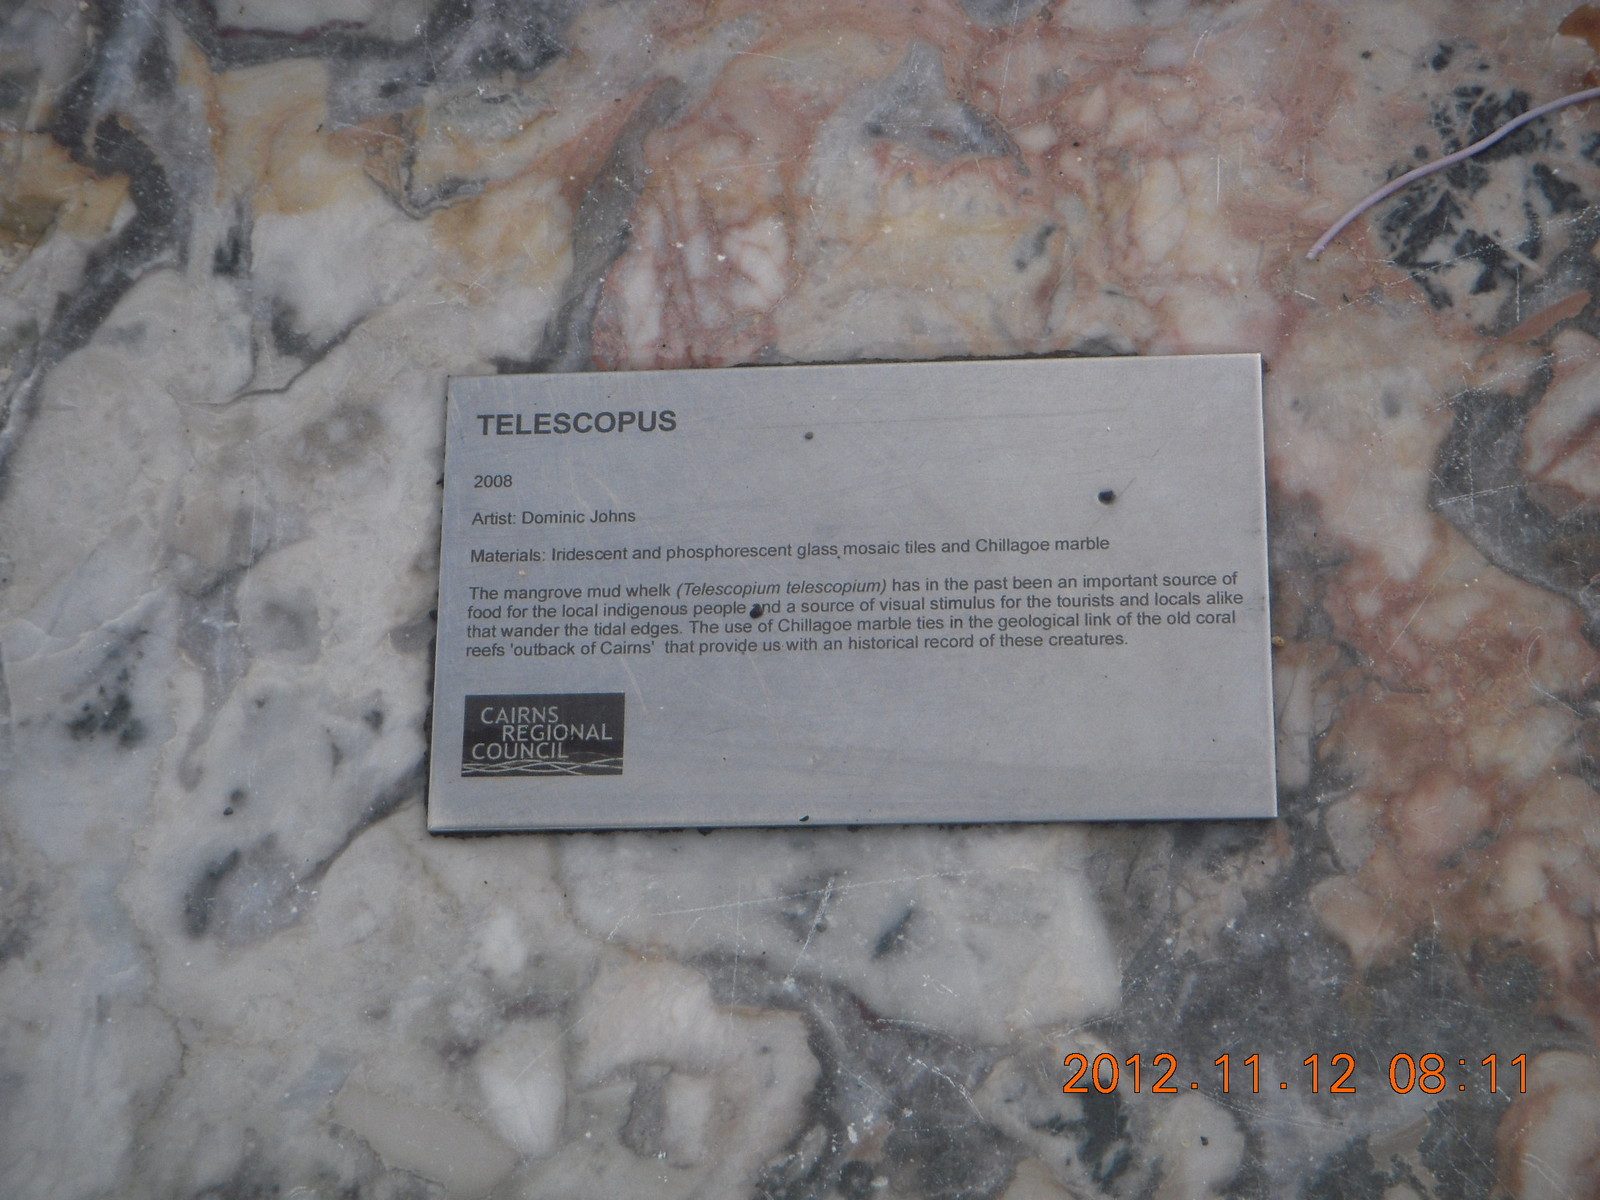 TELESCOPUS
2008
Artist: Dominic Johns
Materials: Iridescent and phosphorescent glass mosaic tiles and Chillagoe marble
The mangrove mud whelk (Telescopium telescopium) has in the past been an important source of
food for the local indigenous people and a source of visual stimulus for the tourists and locals alike
that wander the tidal edges. The use of Chillagoe marble ties in the geological link of the old coral
reefs 'outback of Cairns' that provide us with an historical record of these creatures.
CAIRNS
REGIONAL
COUNCIL
2012.11.12 08:11